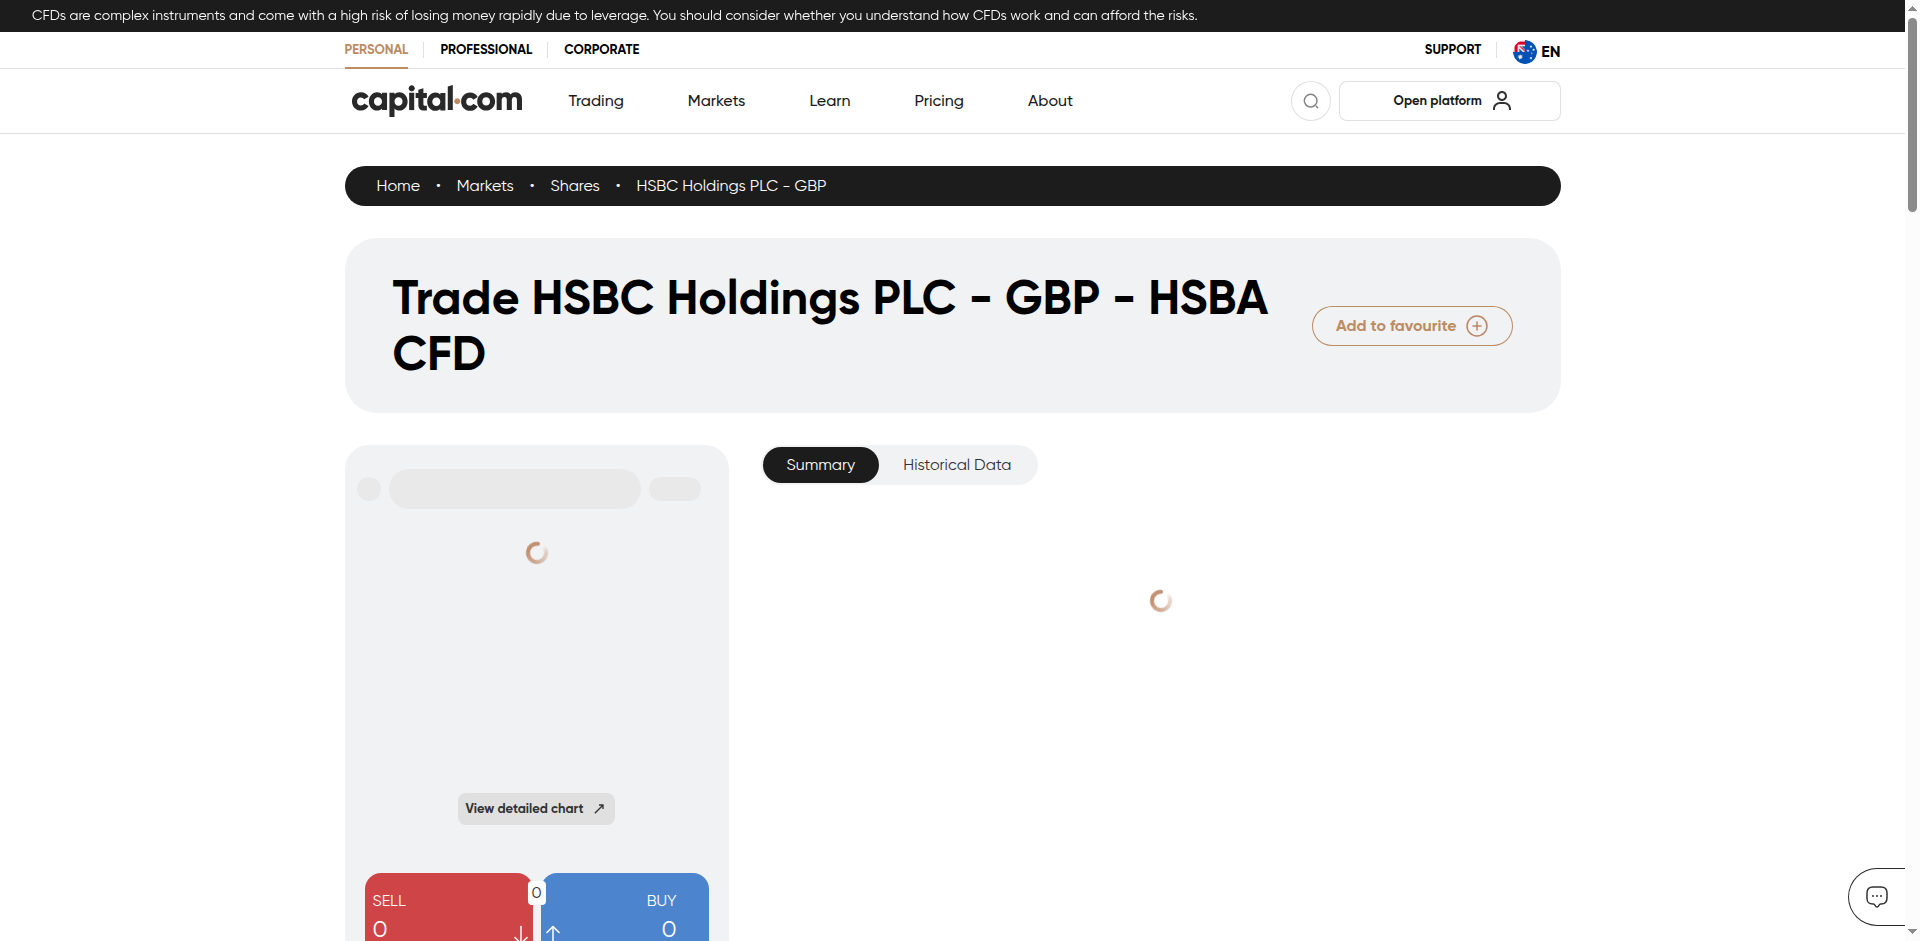 CFDs are complex instruments and come with a high risk of losing money rapidly due to leverage. You should consider whether you understand how CFDs work and can afford the risks.
PERSONAL PROFESSIONAL CORPORATE SUPPORT EN
capital.com Trading Markets Learn Pricing About Open platform
Home • Markets • Shares • HSBC Holdings PLC - GBP
Trade HSBC Holdings PLC - GBP - HSBA
CFD
Add to favourite
Summary Historical Data
View detailed chart
0
SELL BUY
0 0